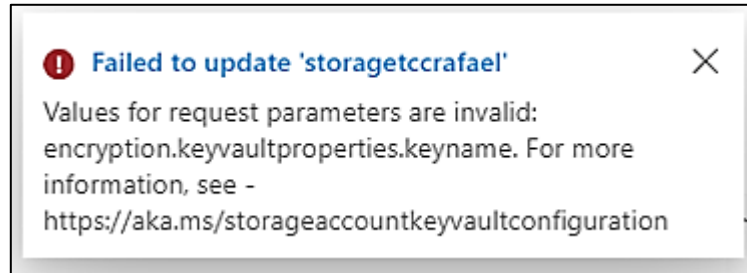 Failed to update 'storagetccrafael'
Values for request parameters are invalid:
encryption.keyvaultproperties.keyname. For more
information, see -
https://aka.ms/storageaccountkeyvaultconfiguration